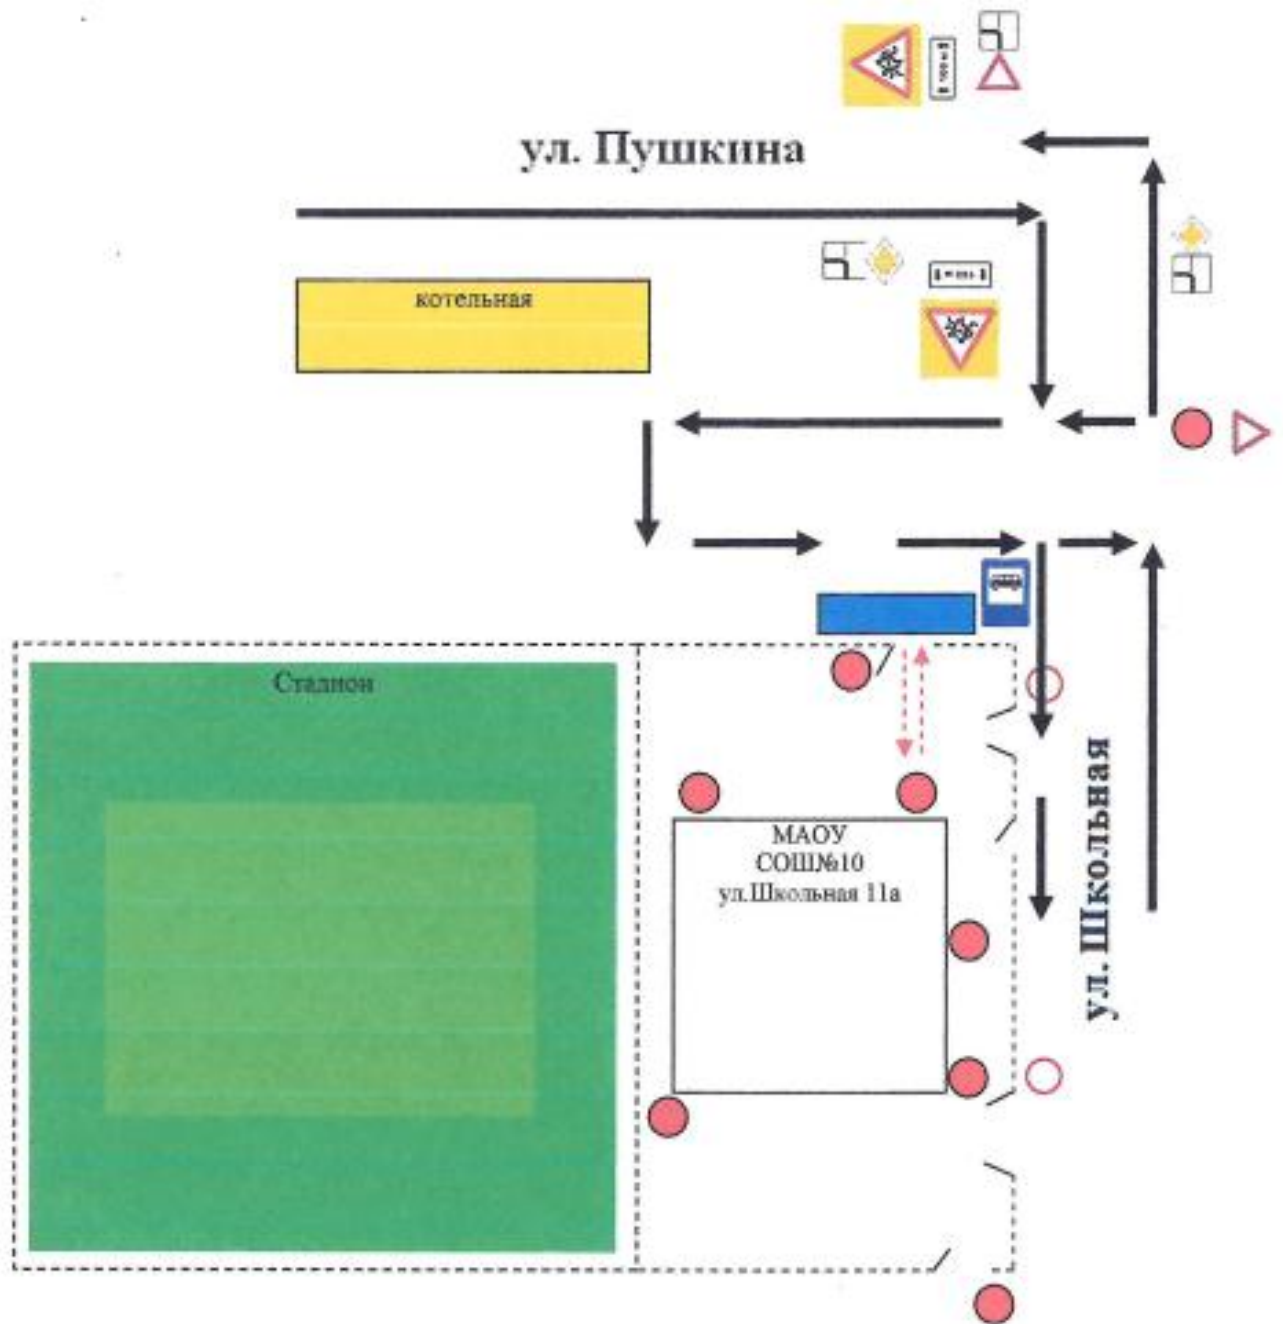 ул. Пушкина
котельная
Стадион
МАОУ
СОШ№10
ул.Школьная 11а
ул. Школьная